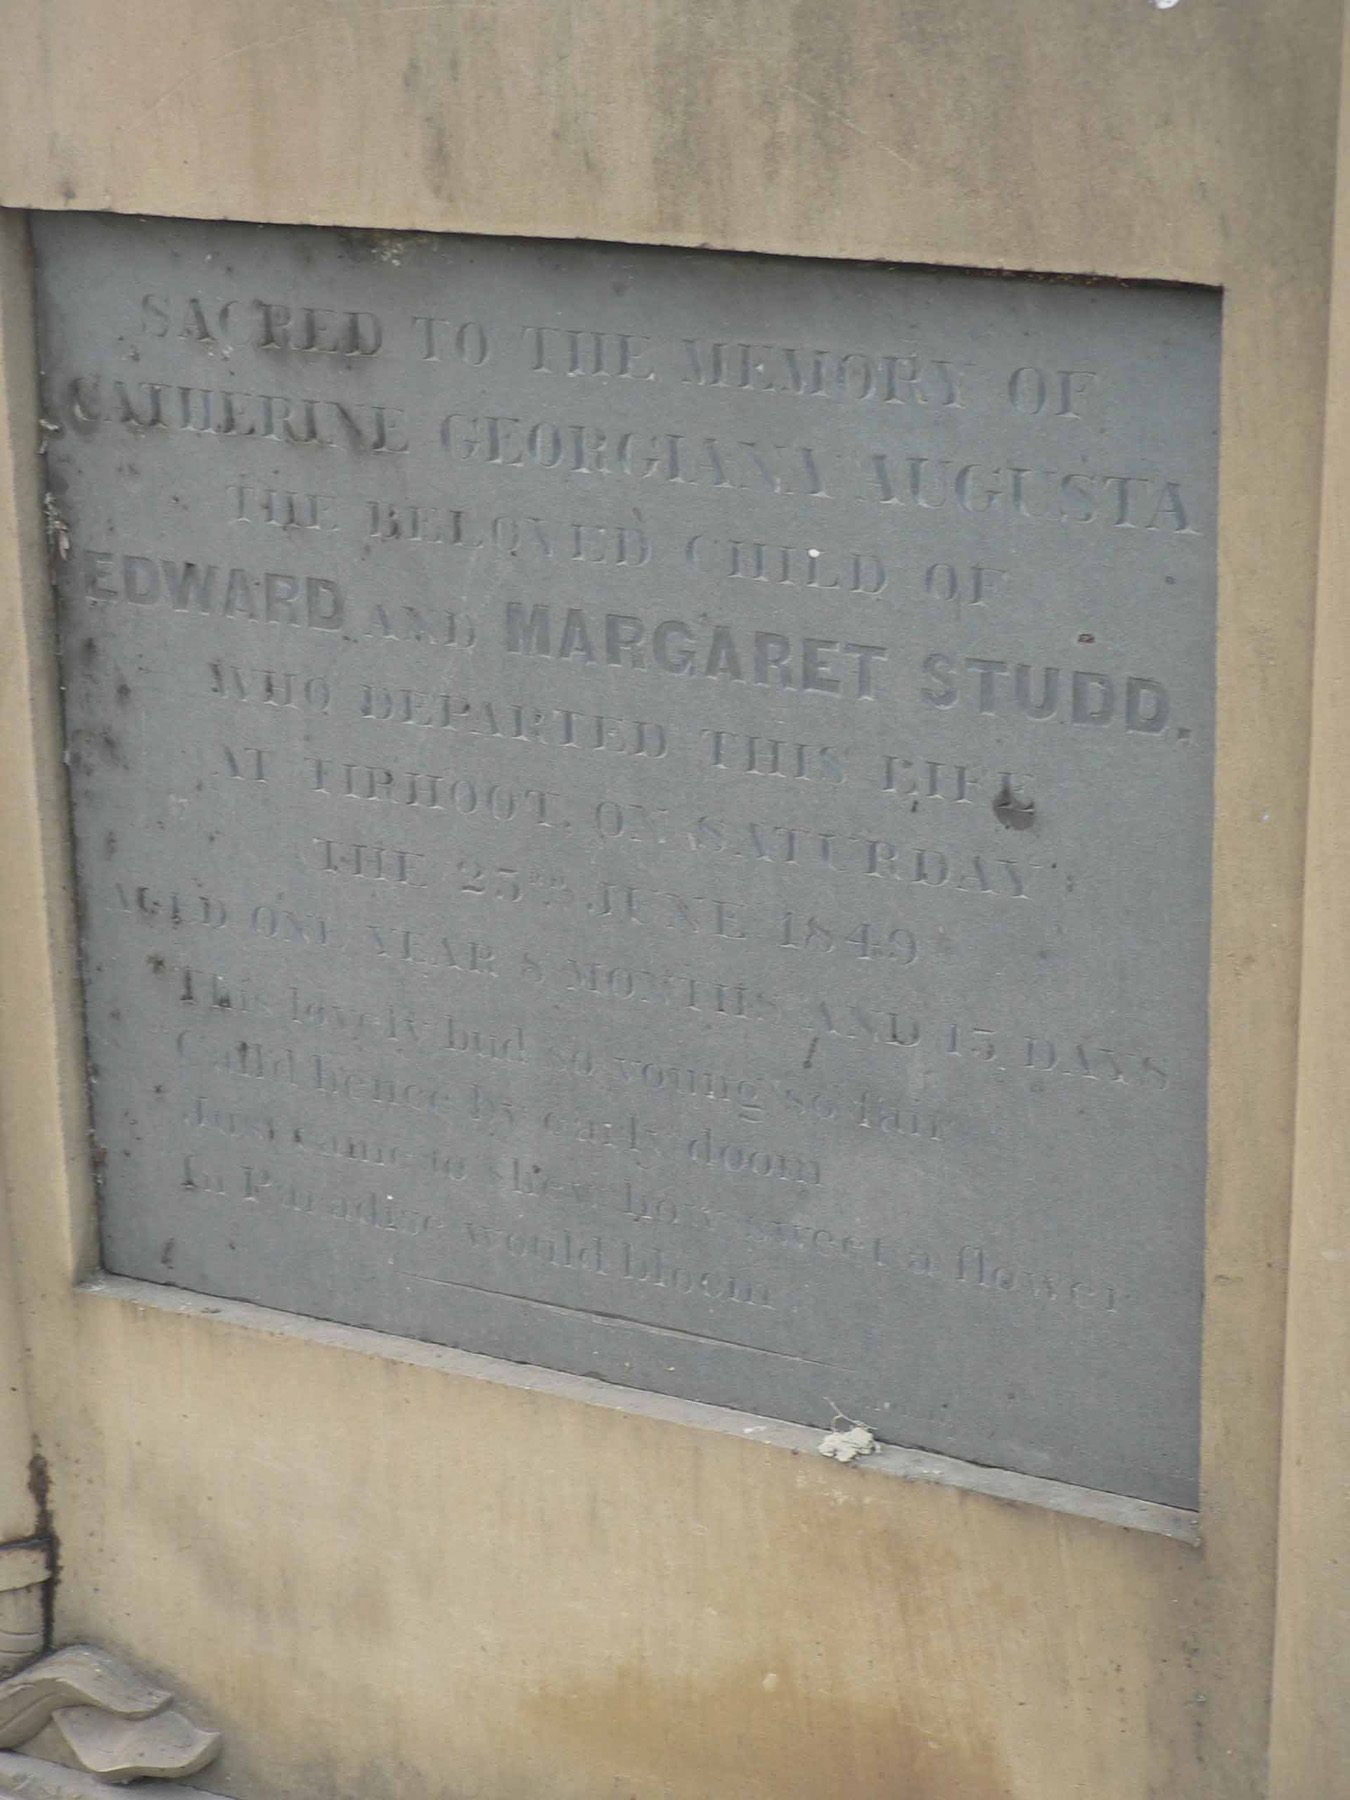 SACRED TO THE MEMORY OF
CATHERINE GEORGIANA AUGUSTA
THE BELOVED CHILD OF
EDWARD AND MARGARET STUDD.
WHO DEPARTED THIS LIFE
AT TIRHOOT, ON SATURDAY
THE 23RD JUNE 1849
AGED ONE YEAR 8 MONTHS AND 15 DAYS
"This lovely bud so young so fair
"Calld hence by early doom
"Just came to shew how sweet a flower
In Paradise would bloom